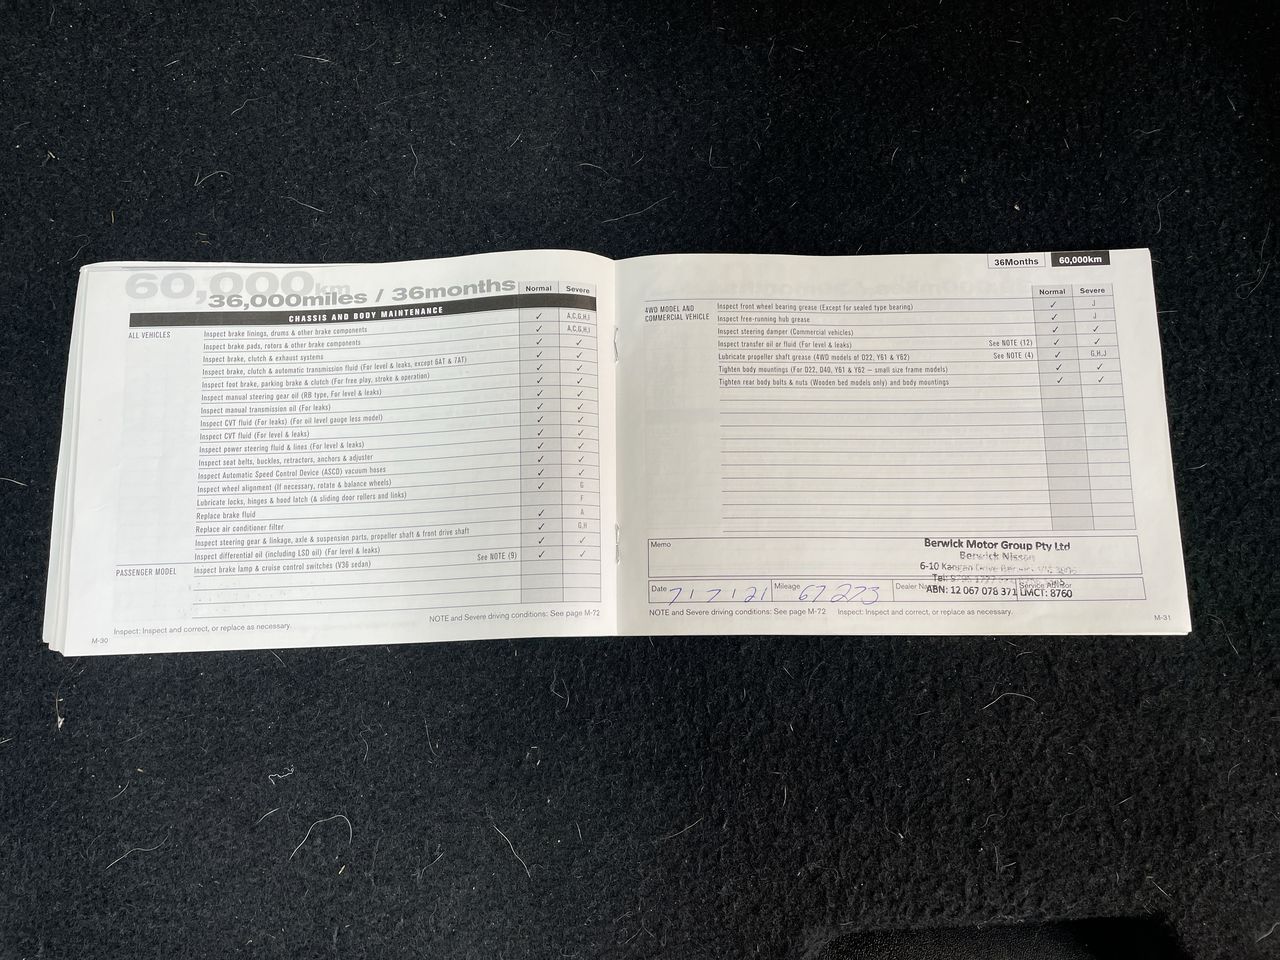 60,000km
36,000miles / 36months
Normal Severe
CHASSIS AND BODY MAINTENANCE
ALL VEHICLES
Inspect brake linings, drums & other brake components ✓ A,C,G,H,I
Inspect brake pads, rotors & other brake components ✓ A,C,G,H,I
Inspect brake, clutch & exhaust systems ✓ ✓
Inspect brake, clutch & automatic transmission fluid (For level & leaks, except 6AT & 7AT) ✓ ✓
Inspect foot brake, parking brake & clutch (For free play, stroke & operation) ✓ ✓
Inspect manual steering gear oil (RB type, For level & leaks) ✓ ✓
Inspect manual transmission oil (For leaks) ✓ ✓
Inspect CVT fluid (For leaks) (For oil level gauge less model) ✓ ✓
Inspect CVT fluid (For level & leaks) ✓ ✓
Inspect power steering fluid & lines (For level & leaks) ✓ ✓
Inspect seat belts, buckles, retractors, anchors & adjuster ✓ ✓
Inspect Automatic Speed Control Device (ASCD) vacuum hoses ✓ ✓
Inspect wheel alignment (If necessary, rotate & balance wheels) ✓ G
Lubricate locks, hinges & hood latch (& sliding door rollers and links) F
Replace brake fluid ✓ A
Replace air conditioner filter ✓ G,H
Inspect steering gear & linkage, axle & suspension parts, propeller shaft & front drive shaft ✓ ✓
Inspect differential oil (including LSD oil) (For level & leaks) See NOTE (9) ✓ ✓
PASSENGER MODEL Inspect brake lamp & cruise control switches (V36 sedan)
NOTE and Severe driving conditions: See page M-72
Inspect: Inspect and correct, or replace as necessary.
M-30
36Months 60,000km
Normal Severe
4WD MODEL AND
COMMERCIAL VEHICLE
Inspect front wheel bearing grease (Except for sealed type bearing) ✓ J
Inspect free-running hub grease ✓ J
Inspect steering damper (Commercial vehicles) ✓ ✓
Inspect transfer oil or fluid (For level & leaks) See NOTE (12) ✓ ✓
Lubricate propeller shaft grease (4WD models of D22, Y61 & Y62) See NOTE (4) ✓ G,H,J
Tighten body mountings (For D22, D40, Y61 & Y62 – small size frame models) ✓ ✓
Tighten rear body bolts & nuts (Wooden bed models only) and body mountings ✓ ✓
Memo
Berwick Motor Group Pty Ltd
Berwick Nissan
6-10
Tel:
ABN: 12 067 078 371 LMCT: 8760
Date 7/7/21 Mileage 67273 Dealer Service Advisor
NOTE and Severe driving conditions: See page M-72 Inspect: Inspect and correct, or replace as necessary.
M-31